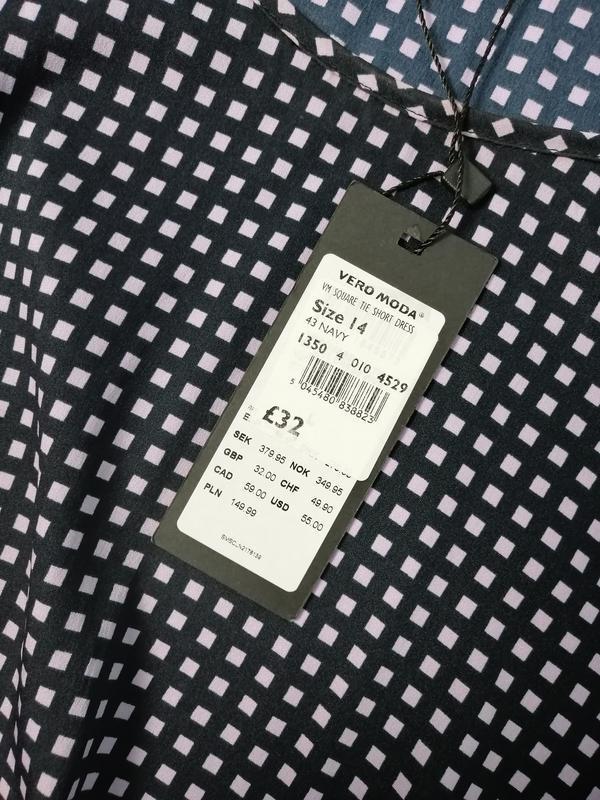 VERO MODA®
VM SQUARE TIE SHORT DRESS
Size 14
43 NAVY
1350 4 010 4529
5 045480 838823
£32
E
SEK 379.95 NOK 349.95
GBP 32.00 CHF 49.90
CAD 59.00 USD 55.00
PLN 149.99